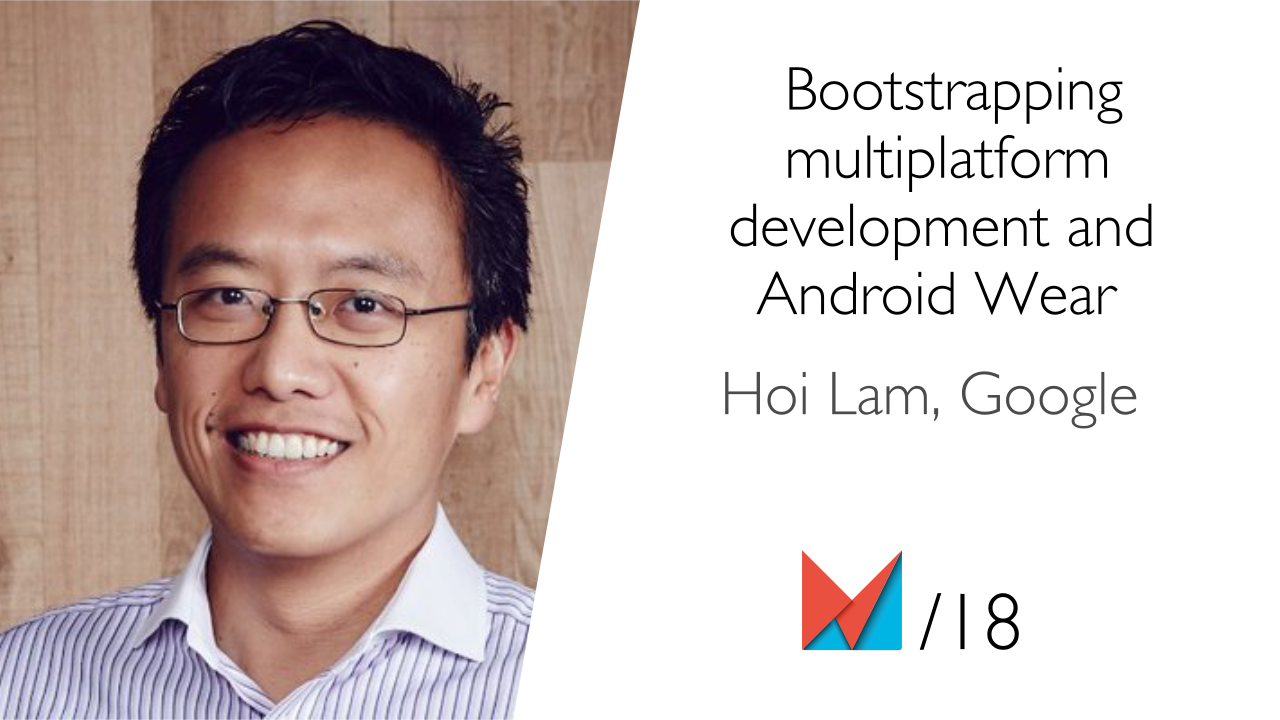 Bootstrapping
multiplatform
development and
Android Wear
Hoi Lam, Google
/18